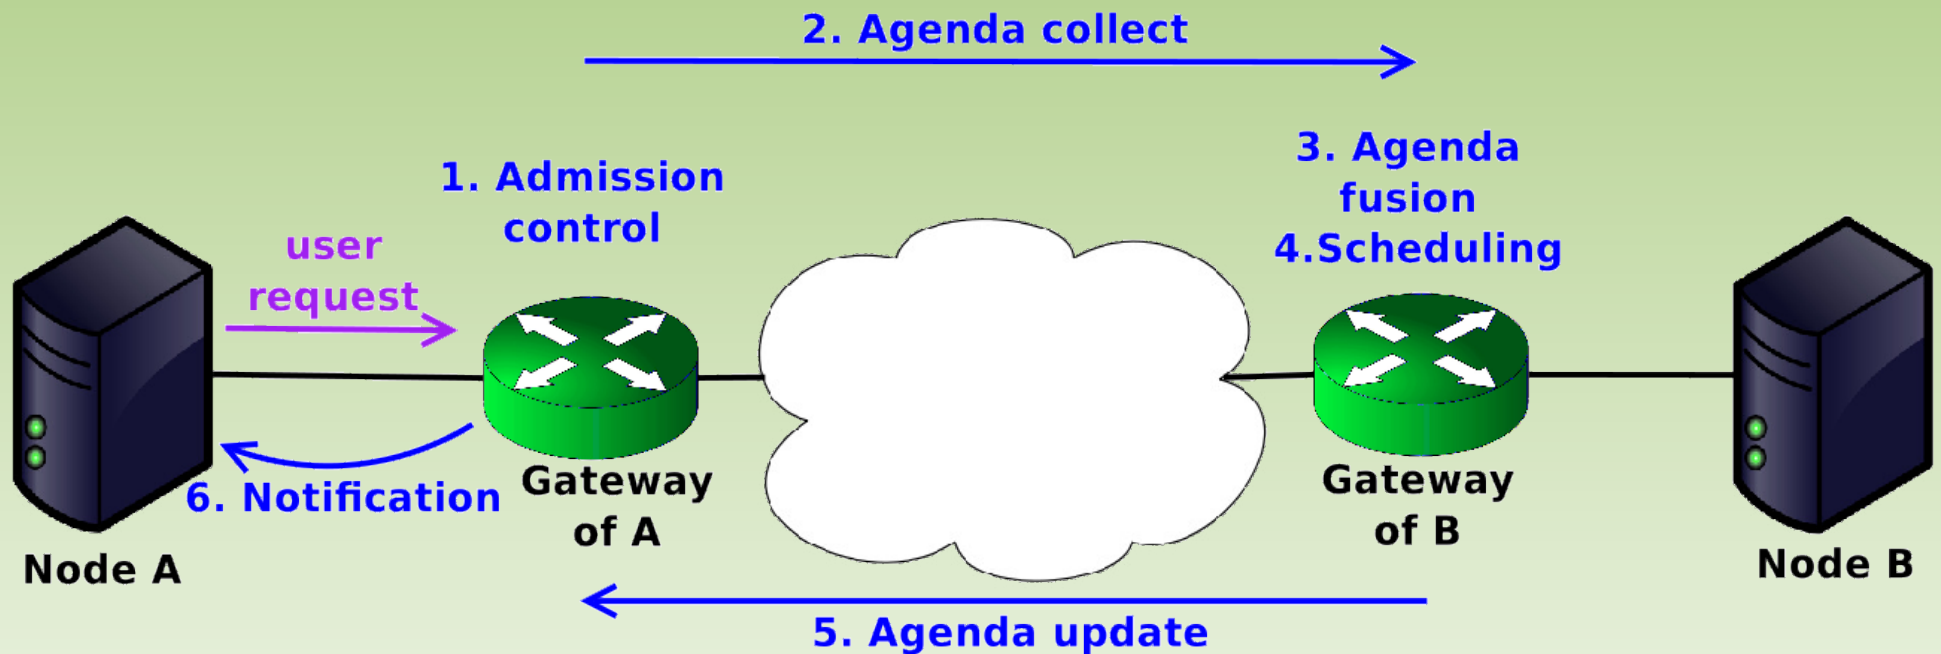 2. Agenda collect
3. Agenda
fusion
4.Scheduling
1. Admission
control
user
request
6. Notification
Gateway
of A
Gateway
of B
Node A
Node B
5. Agenda update